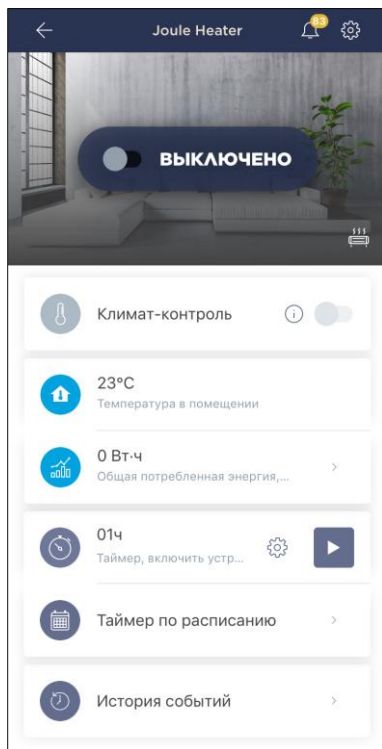 Joule Heater
83
ВЫКЛЮЧЕНО
Климат-контроль
i
23°C
Температура в помещении
0 Вт·ч
Общая потребленная энергия,...
01ч
Таймер, включить устр...
Таймер по расписанию
История событий